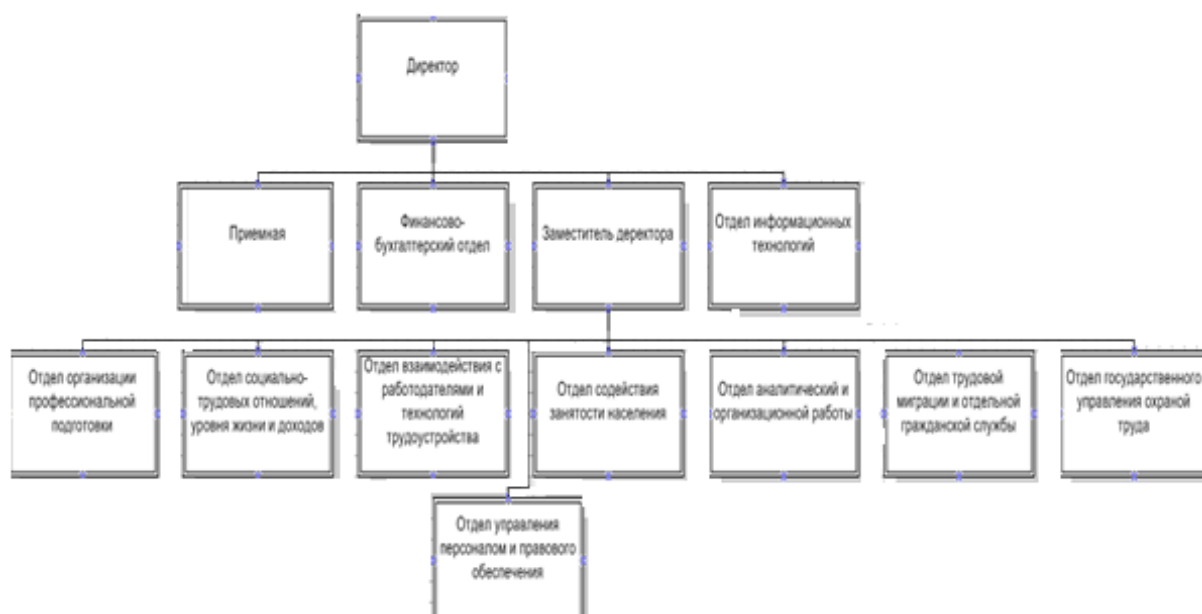 Директор
Приемная
Финансово-
бухгалтерский отдел
Заместитель деректора
Отдел информационных
технологий
Отдел организации
профессиональной
подготовки
Отдел социально-
трудовых отношений,
уровня жизни и доходов
Отдел взаимодействия с
работодателями и
технологий
трудоустройства
Отдел содействия
занятости населения
Отдел аналитический и
организационной работы
Отдел трудовой
миграции и отдельной
гражданской службы
Отдел государственного
управления охраной
труда
Отдел управления
персоналом и правового
обеспечения